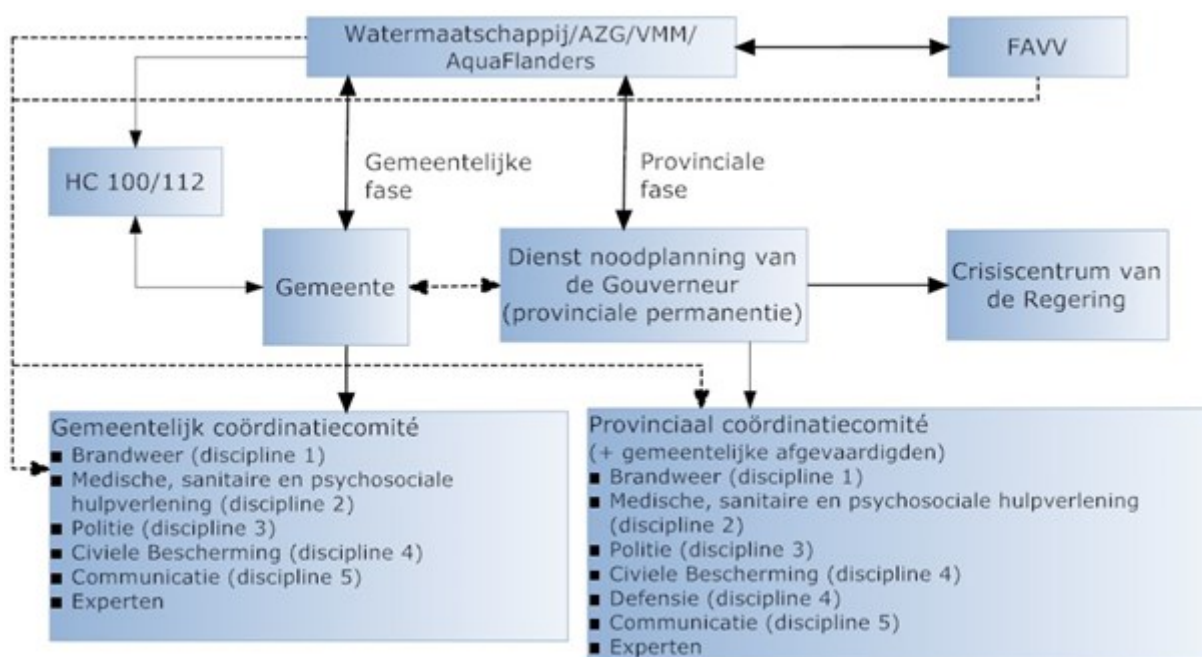 Watermaatschappij/AZG/VMM/
AquaFlanders
FAVV
HC 100/112
Gemeentelijke
fase
Provinciale
fase
Gemeente
Dienst noodplanning van
de Gouverneur
(provinciale permanentie)
Crisiscentrum van
de Regering
Gemeentelijk coördinatiecomité
■ Brandweer (discipline 1)
■ Medische, sanitaire en psychosociale
hulpverlening (discipline 2)
■ Politie (discipline 3)
■ Civiele Bescherming (discipline 4)
■ Communicatie (discipline 5)
■ Experten
Provinciaal coördinatiecomité
(+ gemeentelijke afgevaardigden)
■ Brandweer (discipline 1)
■ Medische, sanitaire en psychosociale hulpverlening
(discipline 2)
■ Politie (discipline 3)
■ Civiele Bescherming (discipline 4)
■ Defensie (discipline 4)
■ Communicatie (discipline 5)
■ Experten